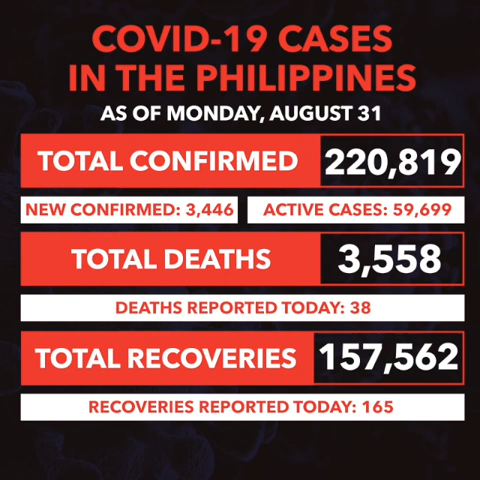 COVID-19 CASES
IN THE PHILIPPINES
AS OF MONDAY, AUGUST 31
TOTAL CONFIRMED 220,819
NEW CONFIRMED: 3,446 ACTIVE CASES: 59,699
TOTAL DEATHS 3,558
DEATHS REPORTED TODAY: 38
TOTAL RECOVERIES 157,562
RECOVERIES REPORTED TODAY: 165